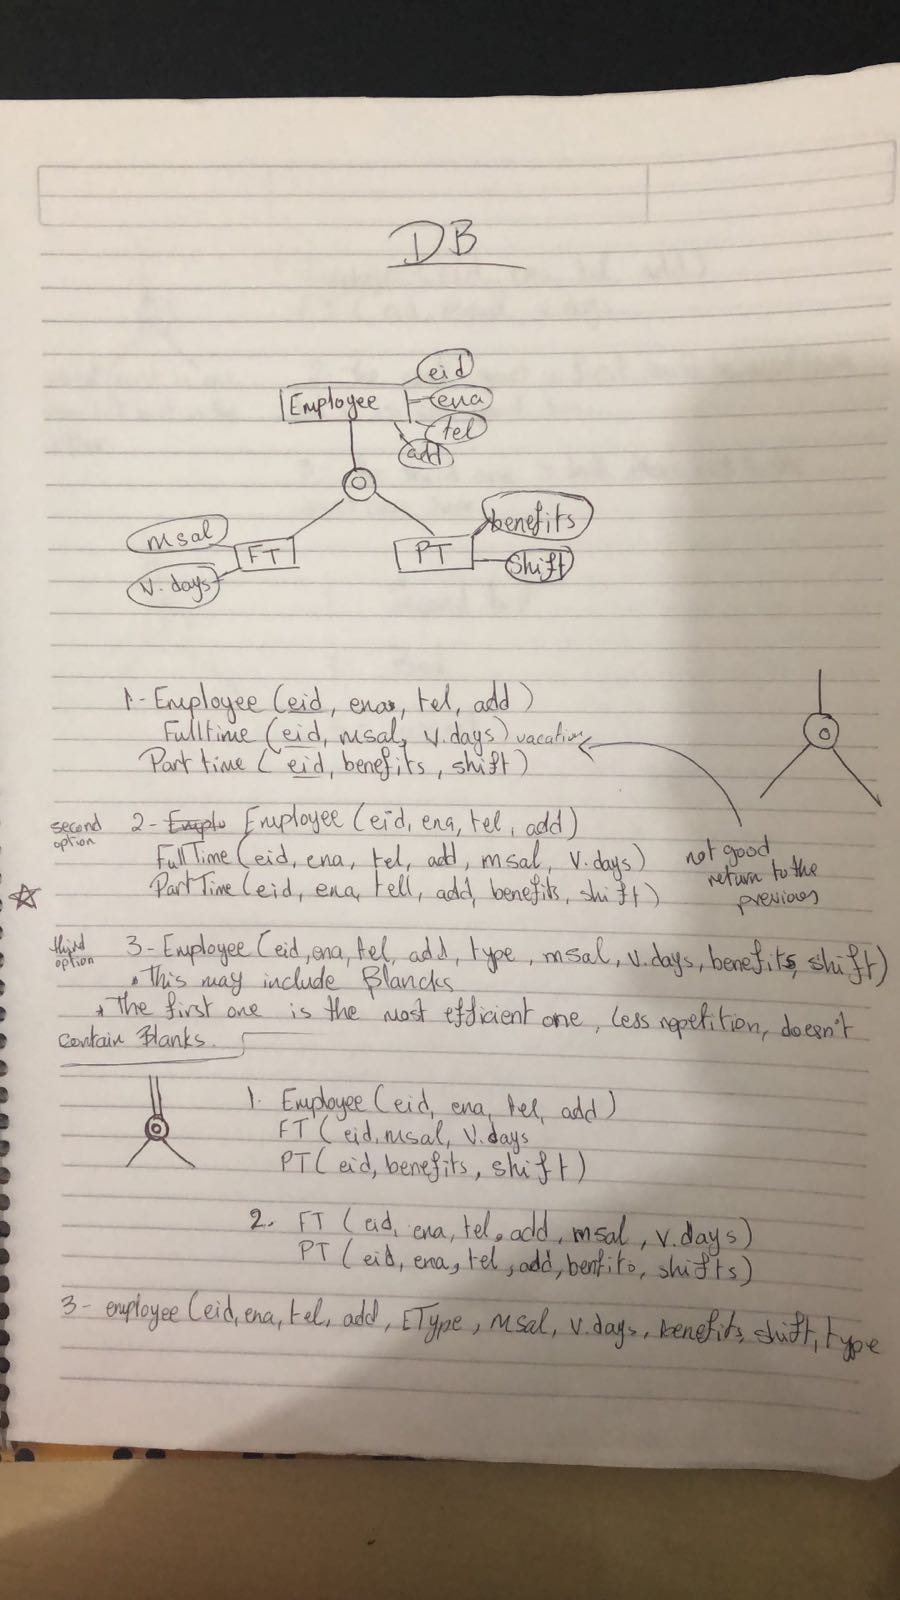 DB
Employee
eid
ena
tel
add
O
msal
v.days
FT
PT
benefits
shift
1- Employee (eid, ena, tel, add)
Fulltime (eid, msal, v.days) vacation
Part time (eid, benefits, shift)
second option
2- Emplo Employee (eid, ena, tel, add)
FullTime (eid, ena, tel, add, msal, v.days)
PartTime (eid, ena, tell, add, benefits, shift)
not good
return to the
previous
third option
3- Employee (eid, ena, tel, add, type, msal, v.days, benefits, shift)
• This may include Blancks
• The first one is the most efficient one, less repetition, doesn't
contain Blanks.
1. Employee (eid, ena, tel, add)
FT (eid, msal, v.days
PT (eid, benefits, shift)
2. FT (eid, ena, tel, add, msal, v.days)
PT (eid, ena, tel, add, benfits, shifts)
3- employee (eid, ena, tel, add, EType, msal, v.days, benefits, shift, type